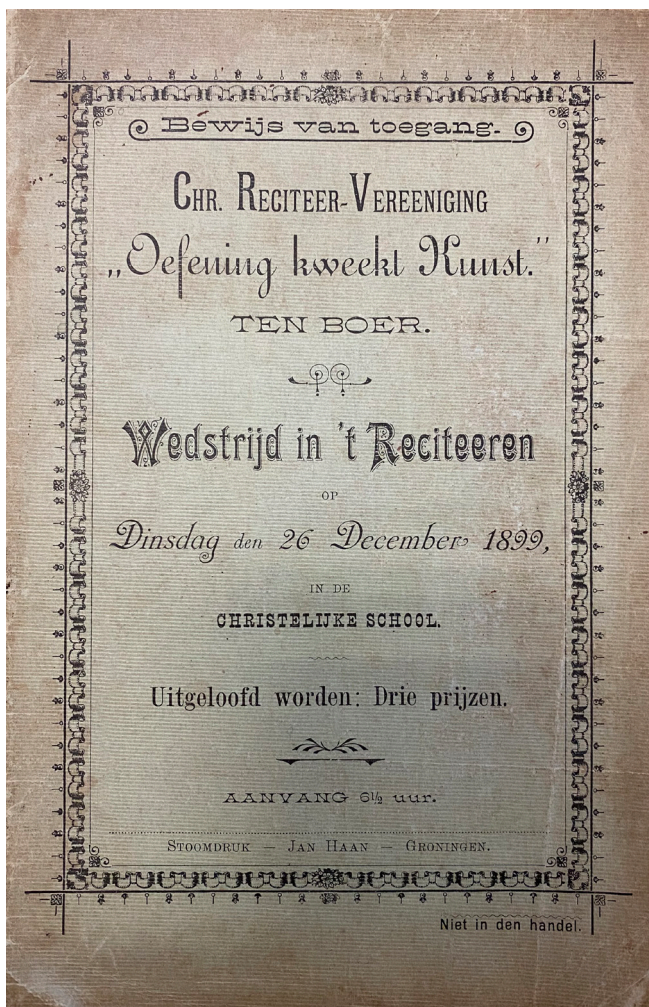 Bewijs van toegang.
CHR. RECITEER-VEREENIGING
„Oefening kweekt Kunst.”
TEN BOER.
Wedstrijd in 't Reciteeren
OP
Dinsdag den 26 December 1899,
IN DE
CHRISTELIJKE SCHOOL.
Uitgeloofd worden: Drie prijzen.
AANVANG 6½ uur.
STOOMDRUK — JAN HAAN — GRONINGEN.
Niet in den handel.